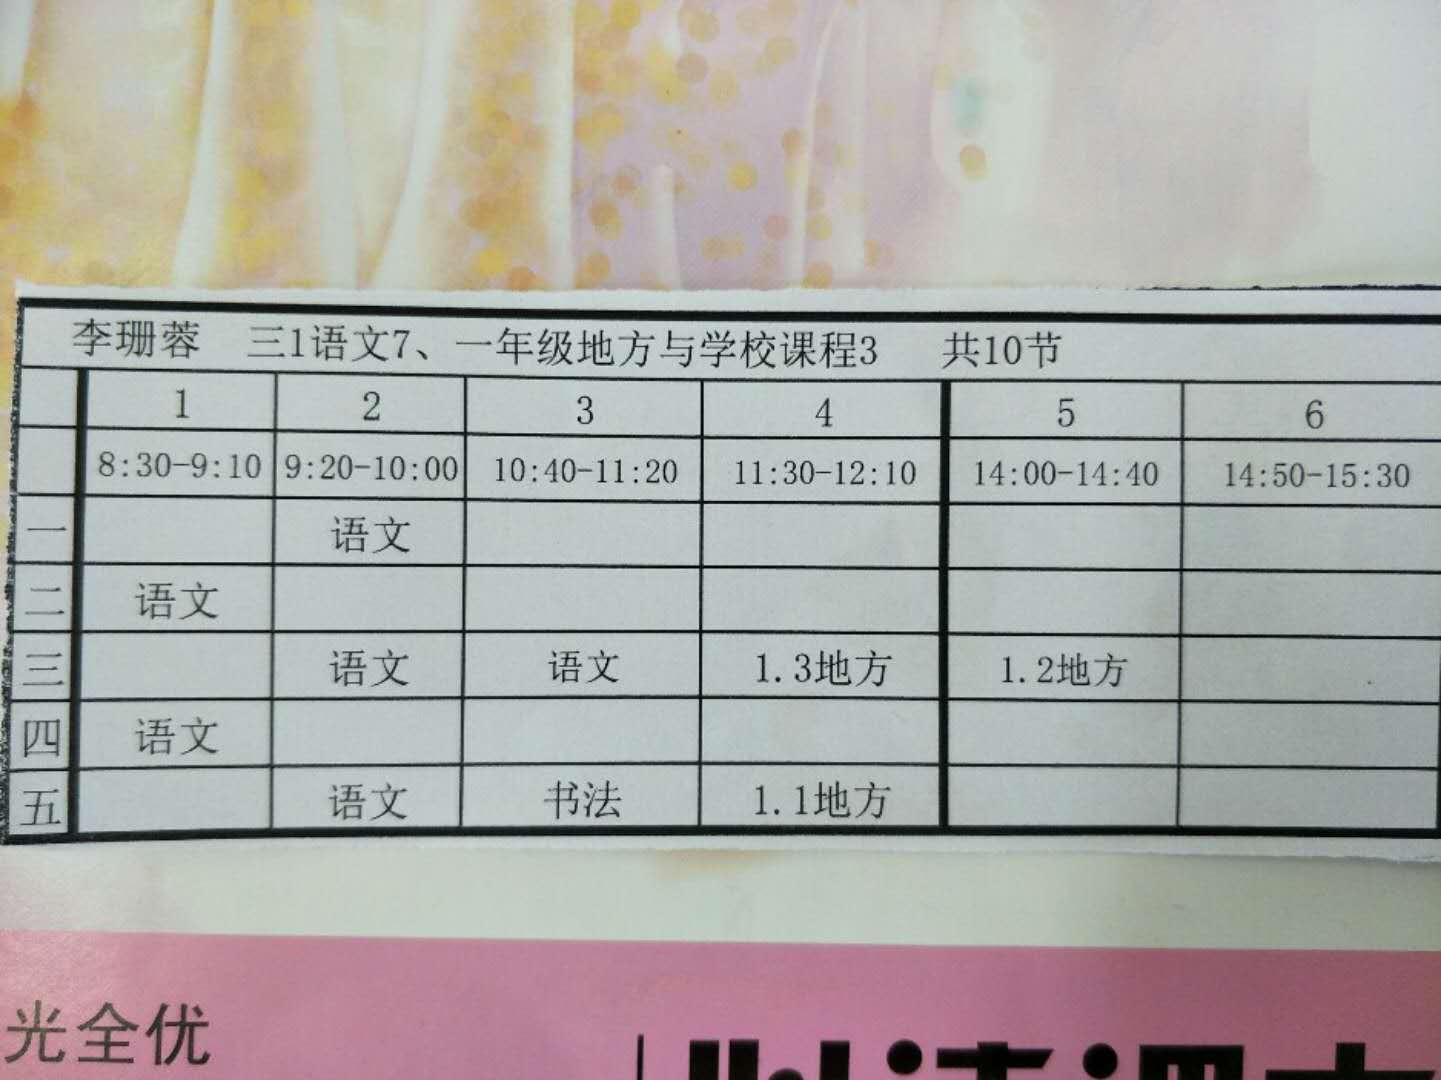 李珊蓉 三1语文7、一年级地方与学校课程3 共10节
1 2 3 4 5 6
8:30-9:10 9:20-10:00 10:40-11:20 11:30-12:10 14:00-14:40 14:50-15:30
一 语文
二 语文
三 语文 语文 1.3地方 1.2地方
四 语文
五 语文 书法 1.1地方
光全优